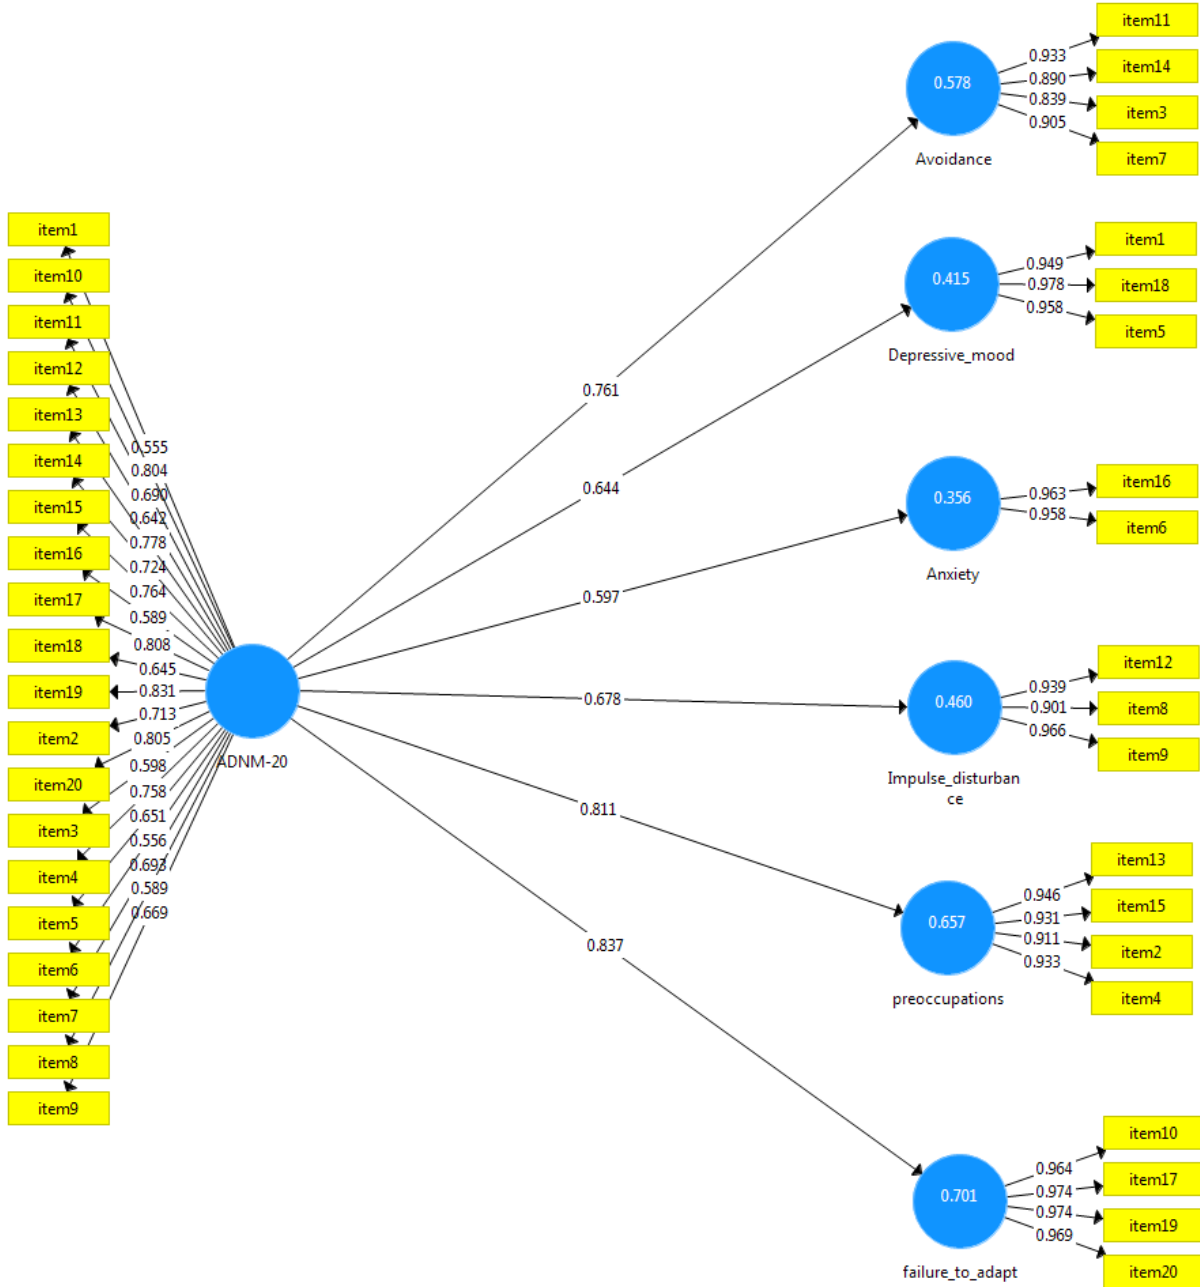 item1
item10
item11
item12
item13
item14
item15
item16
item17
item18
item19
item2
item20
item3
item4
item5
item6
item7
item8
item9
0.555
0.804
0.690
0.642
0.778
0.724
0.764
0.589
0.808
0.645
0.831
0.713
0.805
0.598
0.758
0.651
0.556
0.693
0.589
0.669
ADNM-20
0.761
0.644
0.597
0.678
0.811
0.837
0.578
Avoidance
0.933
0.890
0.839
0.905
item11
item14
item3
item7
0.415
Depressive_mood
0.949
0.978
0.958
item1
item18
item5
0.356
Anxiety
0.963
0.958
item16
item6
0.460
Impulse_disturban
ce
0.939
0.901
0.966
item12
item8
item9
0.657
preoccupations
0.946
0.931
0.911
0.933
item13
item15
item2
item4
0.701
failure_to_adapt
0.964
0.974
0.974
0.969
item10
item17
item19
item20